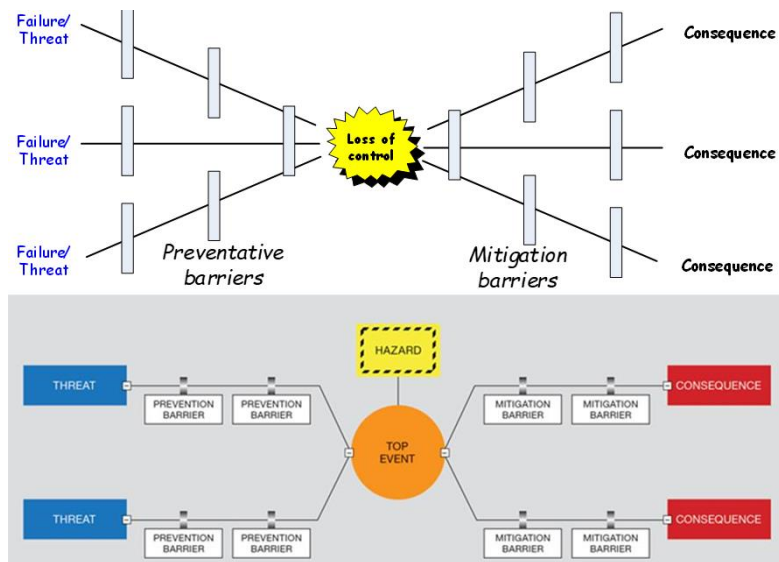 Failure/
Threat
Consequence
Loss of
control
Failure/
Threat
Consequence
Failure/
Threat
Preventative
barriers
Mitigation
barriers
Consequence
HAZARD
THREAT
PREVENTION
BARRIER
PREVENTION
BARRIER
TOP
EVENT
MITIGATION
BARRIER
MITIGATION
BARRIER
CONSEQUENCE
THREAT
PREVENTION
BARRIER
PREVENTION
BARRIER
MITIGATION
BARRIER
MITIGATION
BARRIER
CONSEQUENCE